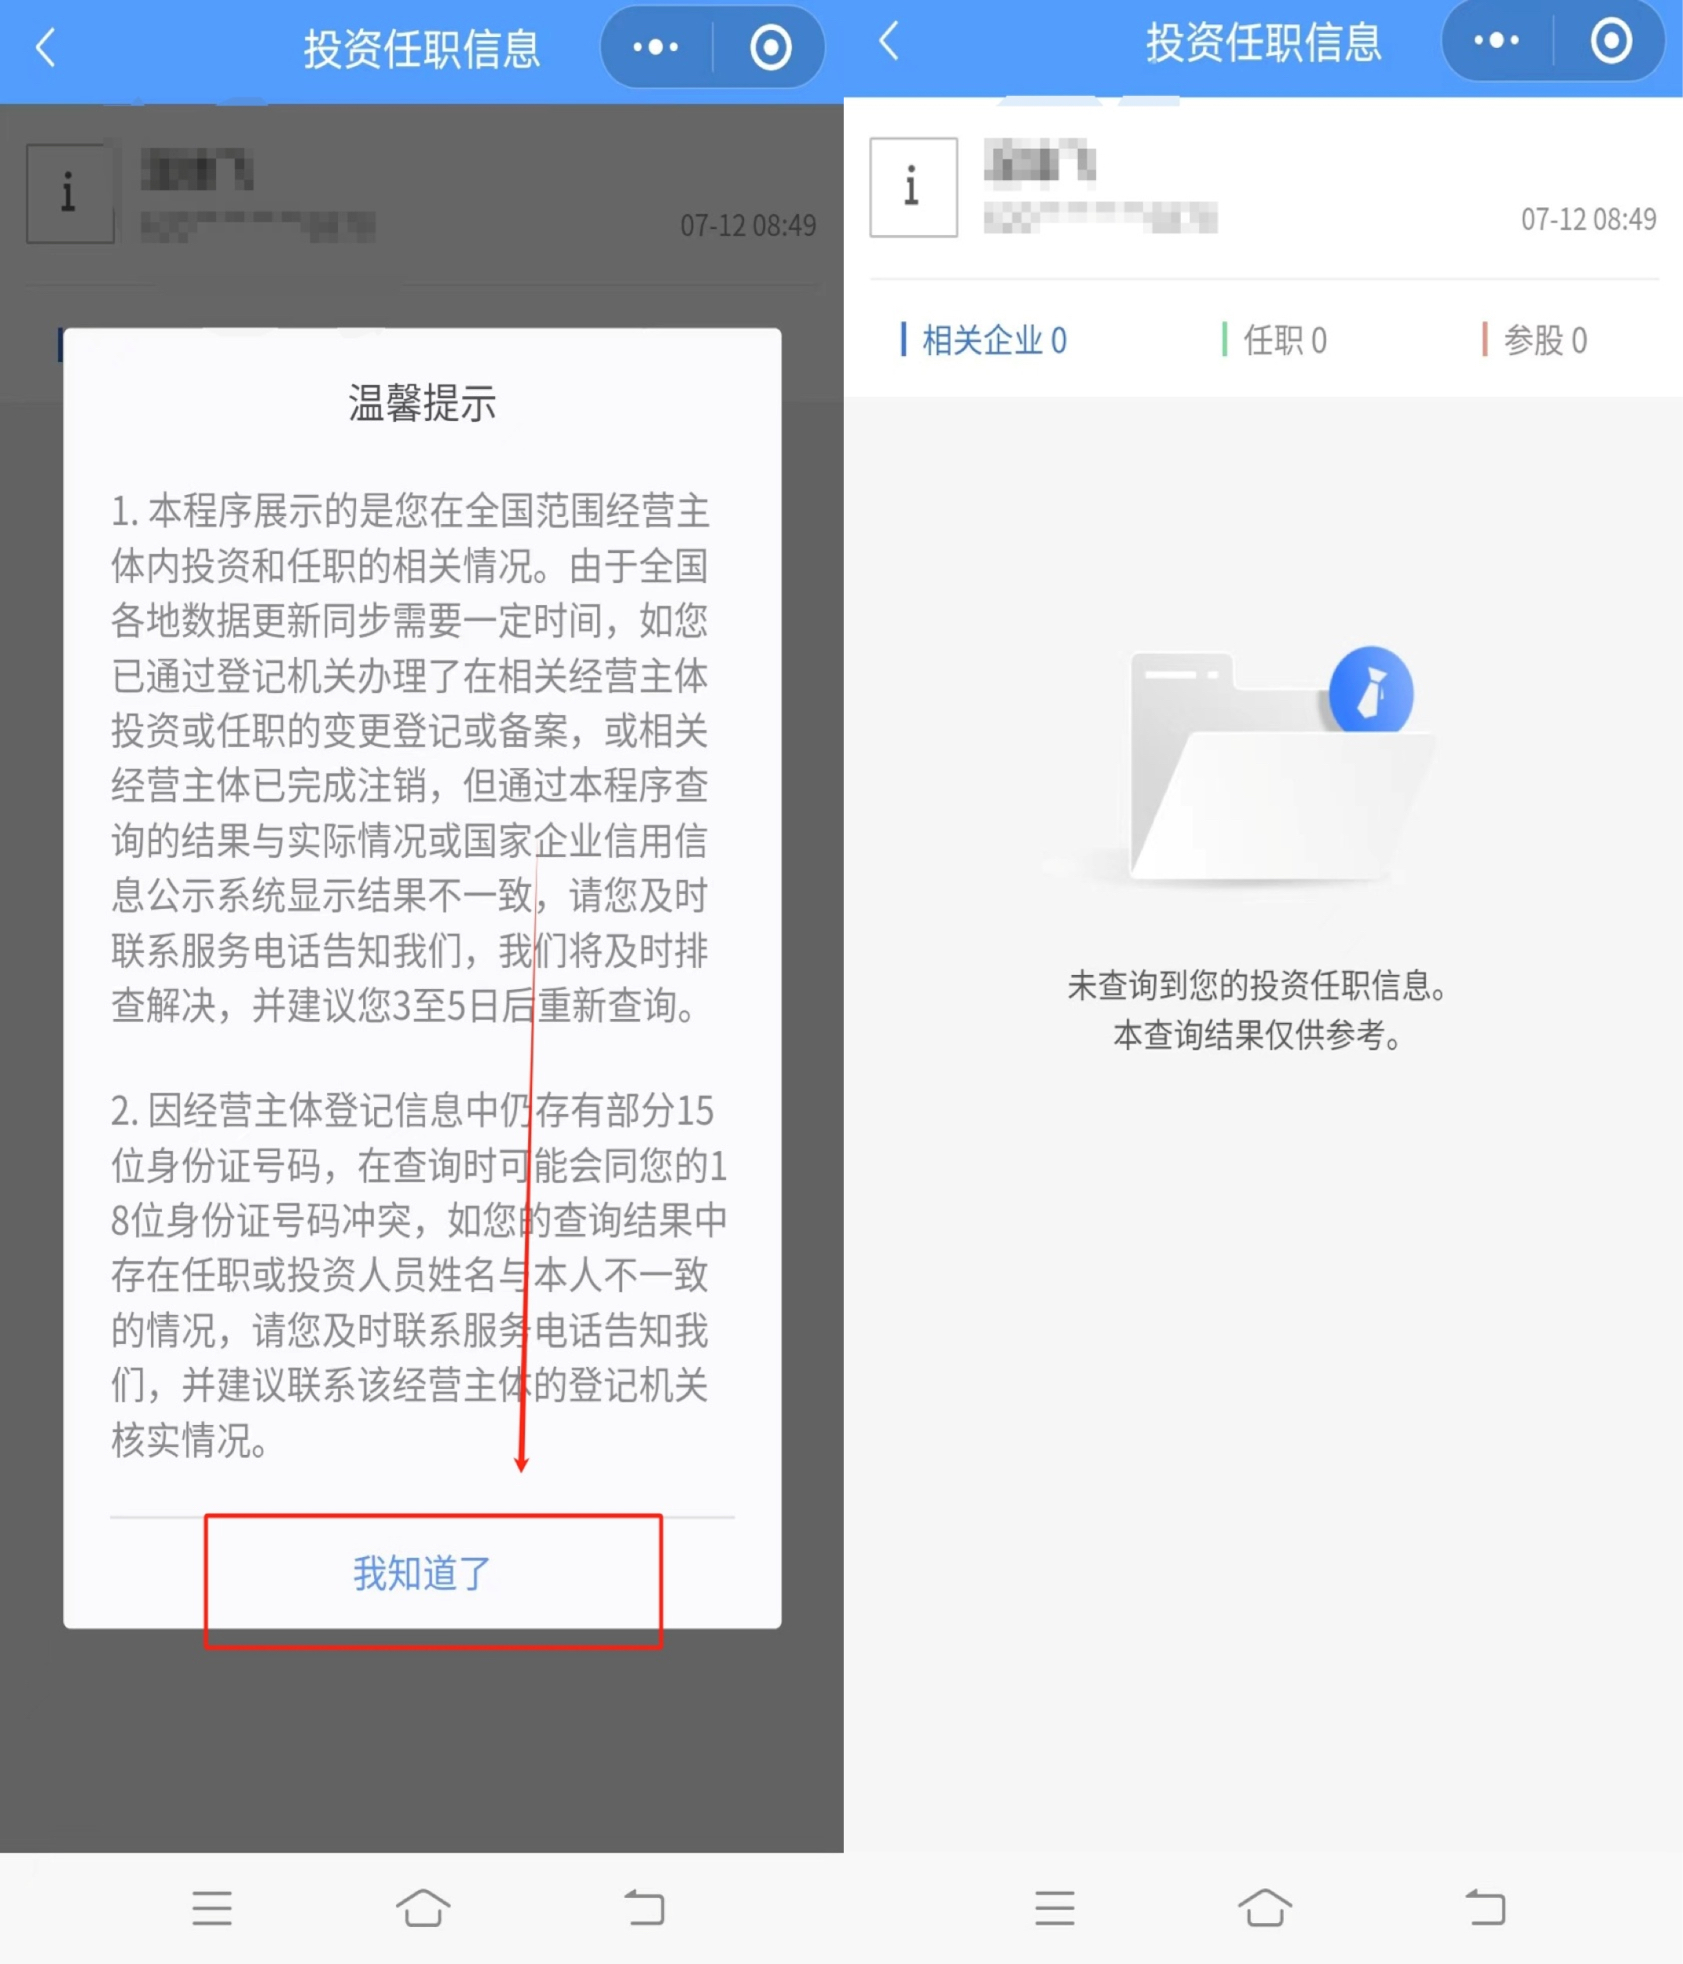 投资任职信息
i
07-12 08:49
温馨提示
1. 本程序展示的是您在全国范围经营主
体内投资和任职的相关情况。由于全国
各地数据更新同步需要一定时间，如您
已通过登记机关办理了在相关经营主体
投资或任职的变更登记或备案，或相关
经营主体已完成注销，但通过本程序查
询的结果与实际情况或国家企业信用信
息公示系统显示结果不一致，请您及时
联系服务电话告知我们，我们将及时排
查解决，并建议您3至5日后重新查询。
2. 因经营主体登记信息中仍存有部分15
位身份证号码，在查询时可能会同您的1
8位身份证号码冲突，如您的查询结果中
存在任职或投资人员姓名与本人不一致
的情况，请您及时联系服务电话告知我
们，并建议联系该经营主体的登记机关
核实情况。
我知道了
投资任职信息
i
07-12 08:49
相关企业 0
任职 0
参股 0
未查询到您的投资任职信息。
本查询结果仅供参考。